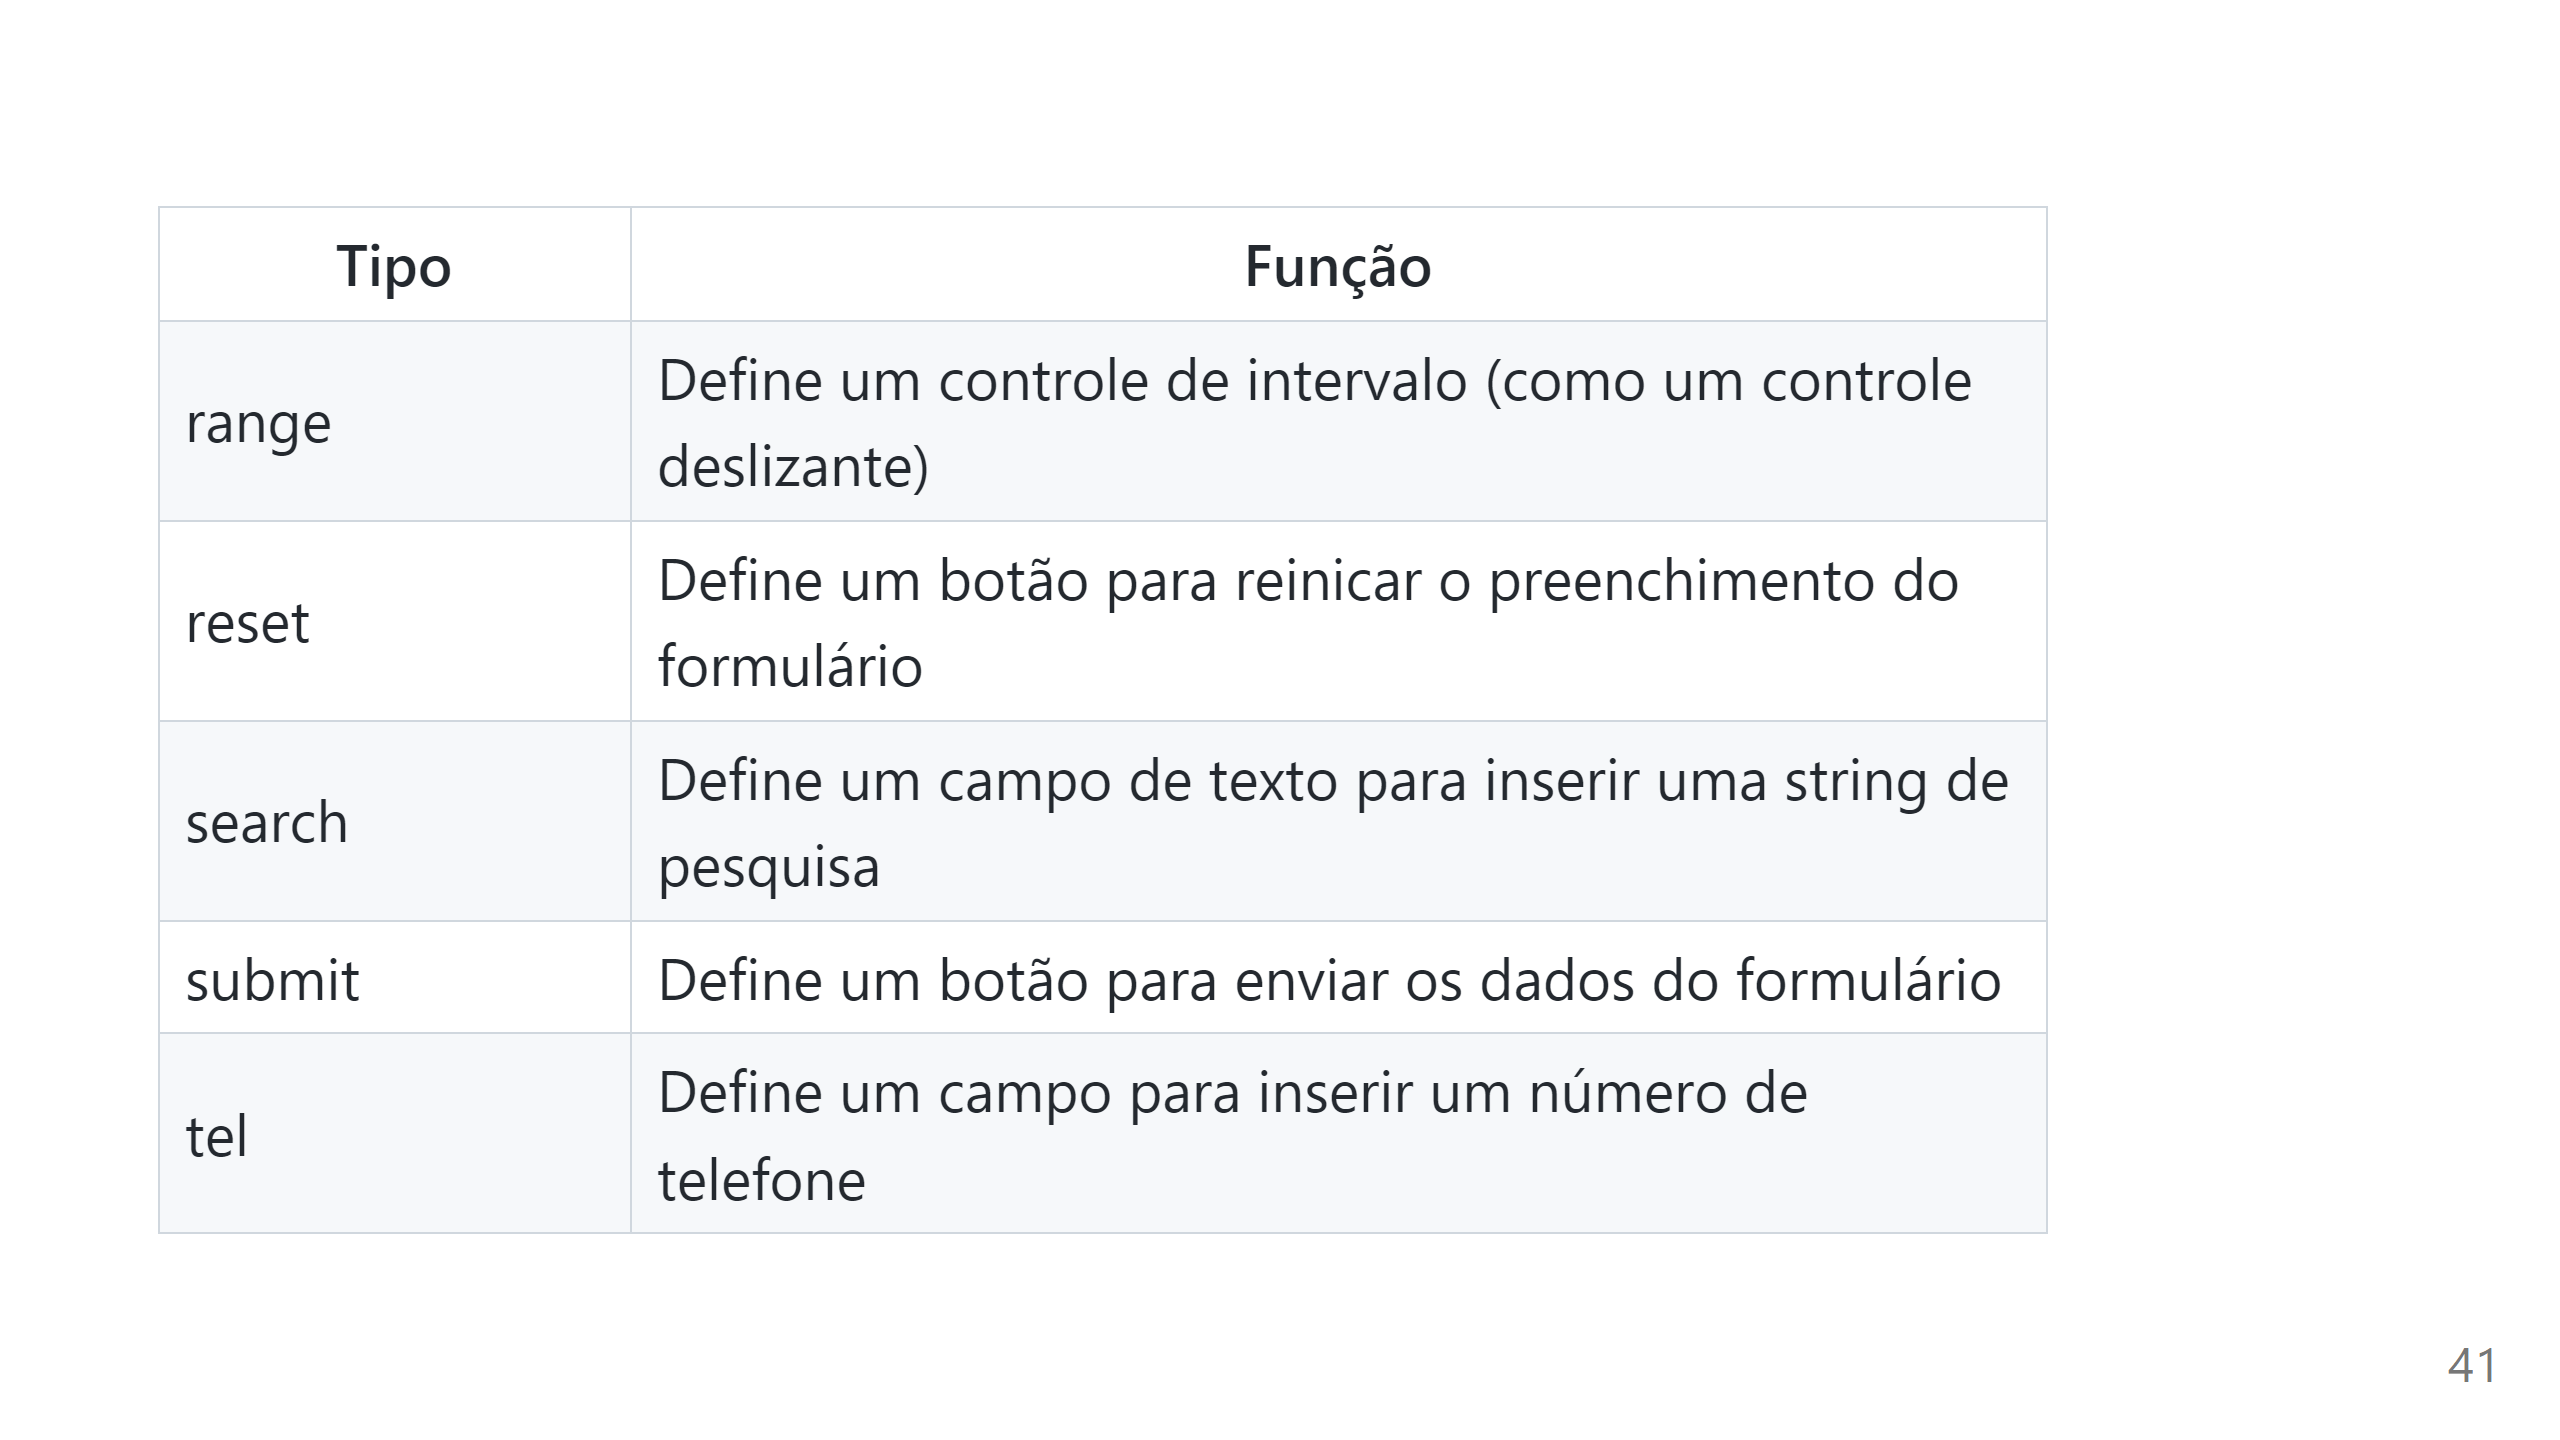 Tipo
Função
range
Define um controle de intervalo (como um controle
deslizante)
reset
Define um botão para reinicar o preenchimento do
formulário
search
Define um campo de texto para inserir uma string de
pesquisa
submit
Define um botão para enviar os dados do formulário
tel
Define um campo para inserir um número de
telefone
41